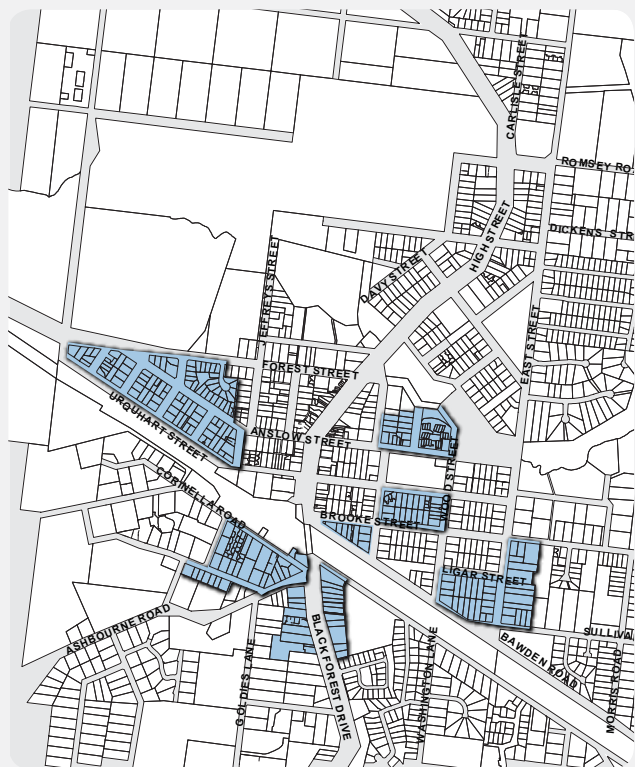 CARLISLE STREET
ROMSEY RO
DICKENS STR
HIGH STREET
DAVY STREET
JEFFREYS STREET
EAST STREET
FOREST STREET
URQUHART STREET
ANSLOW STREET
WOOD STREET
CORINELLA ROAD
BROOKE STREET
LIGAR STREET
ASHBOURNE ROAD
GOLDIES LANE
BLACK FOREST DRIVE
WASHINGTON LANE
BAWDEN ROAD
SULLIVA
MORRIS ROAD